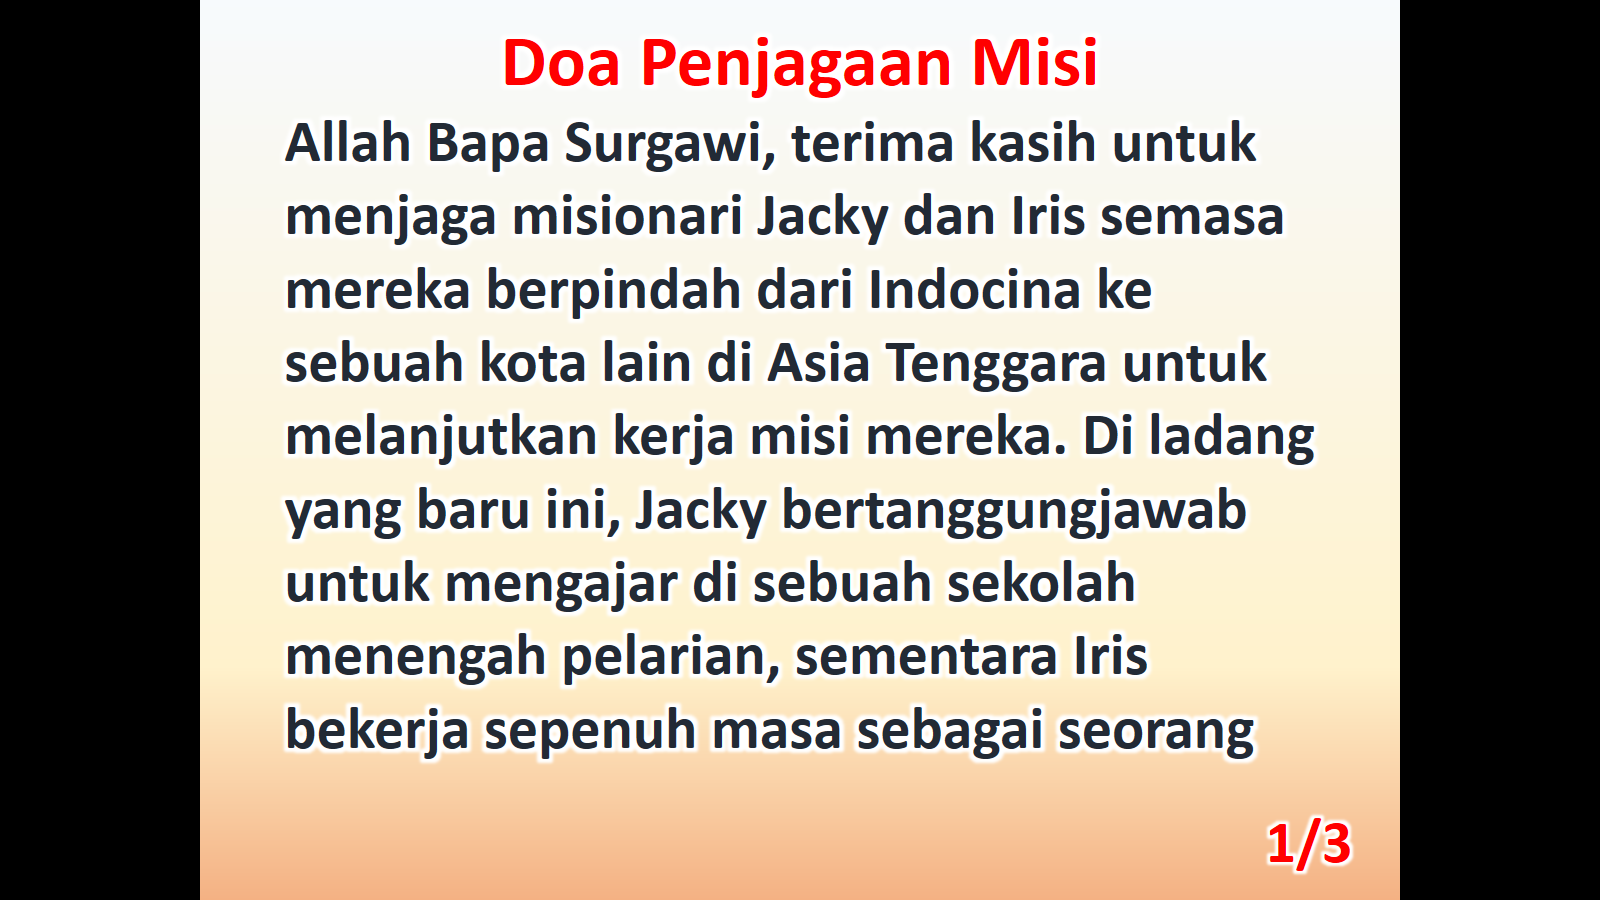 Doa Penjagaan Misi
Allah Bapa Surgawi, terima kasih untuk
menjaga misionari Jacky dan Iris semasa
mereka berpindah dari Indocina ke
sebuah kota lain di Asia Tenggara untuk
melanjutkan kerja misi mereka. Di ladang
yang baru ini, Jacky bertanggungjawab
untuk mengajar di sebuah sekolah
menengah pelarian, sementara Iris
bekerja sepenuh masa sebagai seorang
1/3